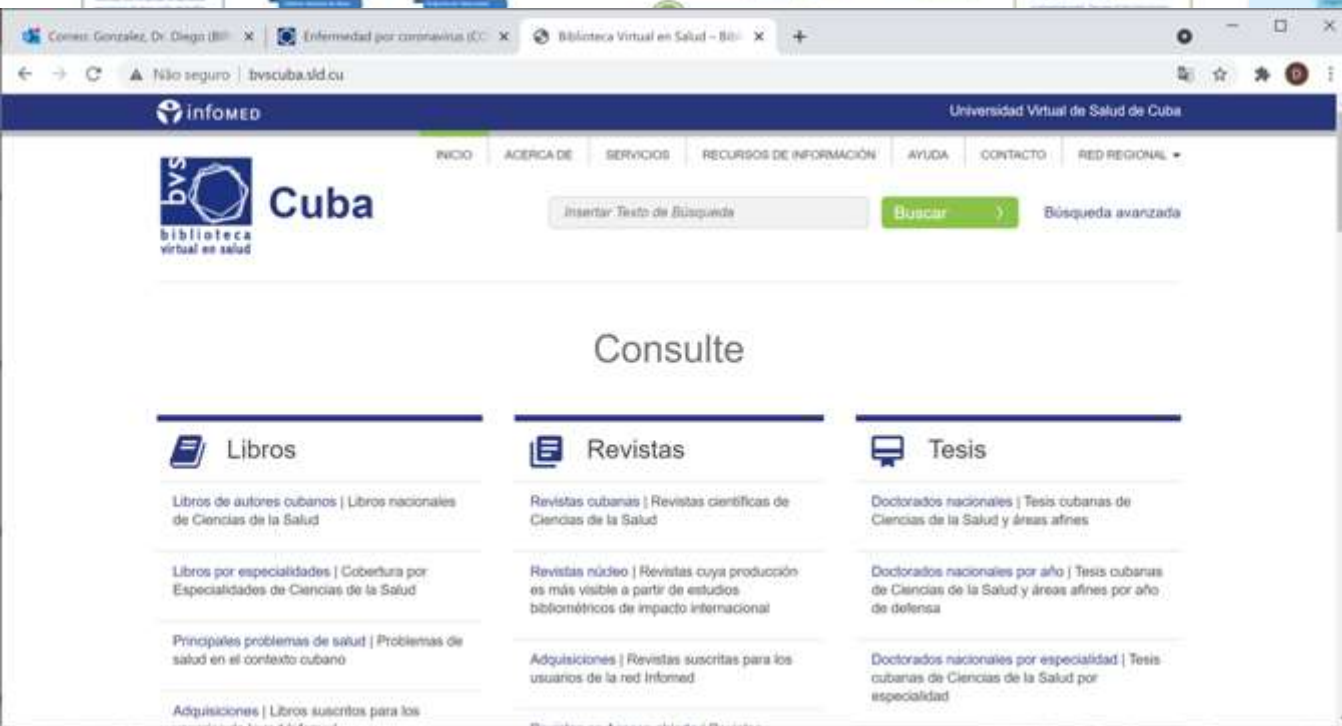 Correo: Gonzalez, Dr. Diego (BI
Enfermedad por coronavirus (CO
Biblioteca Virtual en Salud – Bib
Não seguro | bvscuba.sld.cu
infoMED
Universidad Virtual de Salud de Cuba
INICIO
ACERCA DE
SERVICIOS
RECURSOS DE INFORMACIÓN
AYUDA
CONTACTO
RED REGIONAL
bvs
biblioteca
virtual en salud
Cuba
Insertar Texto de Búsqueda
Buscar
Búsqueda avanzada
Consulte
Libros
Libros de autores cubanos | Libros nacionales
de Ciencias de la Salud
Libros por especialidades | Cobertura por
Especialidades de Ciencias de la Salud
Principales problemas de salud | Problemas de
salud en el contexto cubano
Adquisiciones | Libros suscritos para los
Revistas
Revistas cubanas | Revistas científicas de
Ciencias de la Salud
Revistas núcleo | Revistas cuya producción
es más visible a partir de estudios
bibliométricos de impacto internacional
Adquisiciones | Revistas suscritas para los
usuarios de la red Infomed
Tesis
Doctorados nacionales | Tesis cubanas de
Ciencias de la Salud y áreas afines
Doctorados nacionales por año | Tesis cubanas
de Ciencias de la Salud y áreas afines por año
de defensa
Doctorados nacionales por especialidad | Tesis
cubanas de Ciencias de la Salud por
especialidad